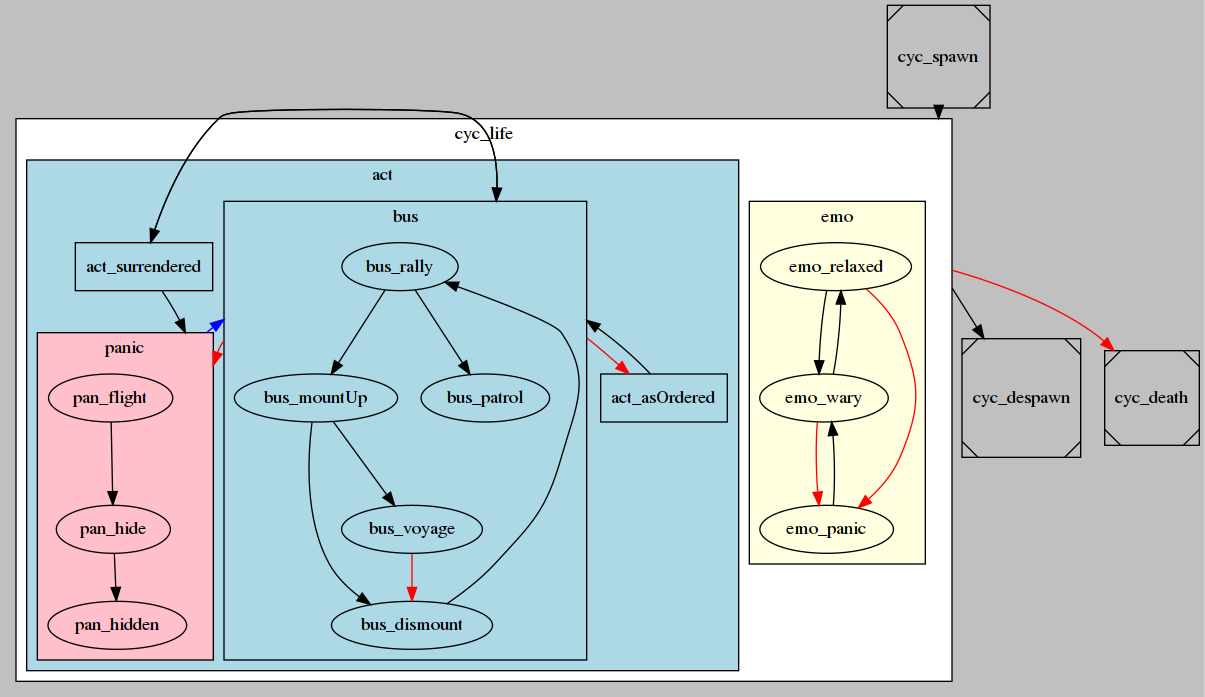 cyc_spawn
cyc_life
act
bus
emo
act_surrendered
bus_rally
emo_relaxed
panic
pan_flight
bus_mountUp
bus_patrol
act_asOrdered
emo_wary
cyc_despawn
cyc_death
pan_hide
bus_voyage
emo_panic
pan_hidden
bus_dismount